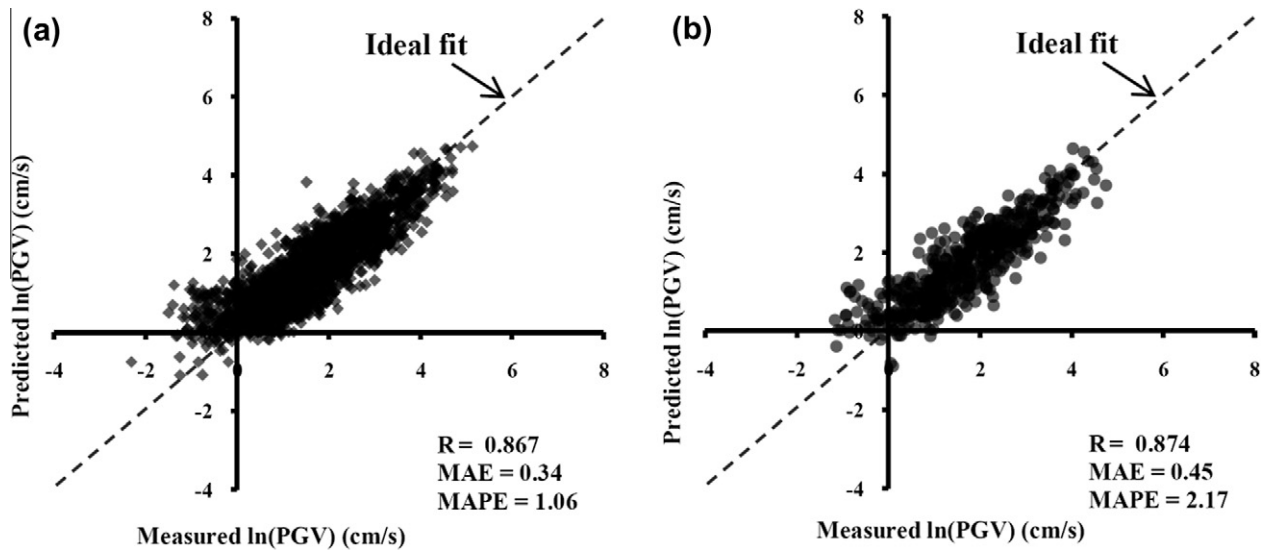 (a)
Ideal fit
8
6
4
2
0
-2
-4
-4
-2
2
4
6
8
Predicted ln(PGV) (cm/s)
R = 0.867
MAE = 0.34
MAPE = 1.06
Measured ln(PGV) (cm/s)
(b)
Ideal fit
8
6
4
2
0
-2
-4
-4
-2
0
2
4
6
8
Predicted ln(PGV) (cm/s)
R = 0.874
MAE = 0.45
MAPE = 2.17
Measured ln(PGV) (cm/s)